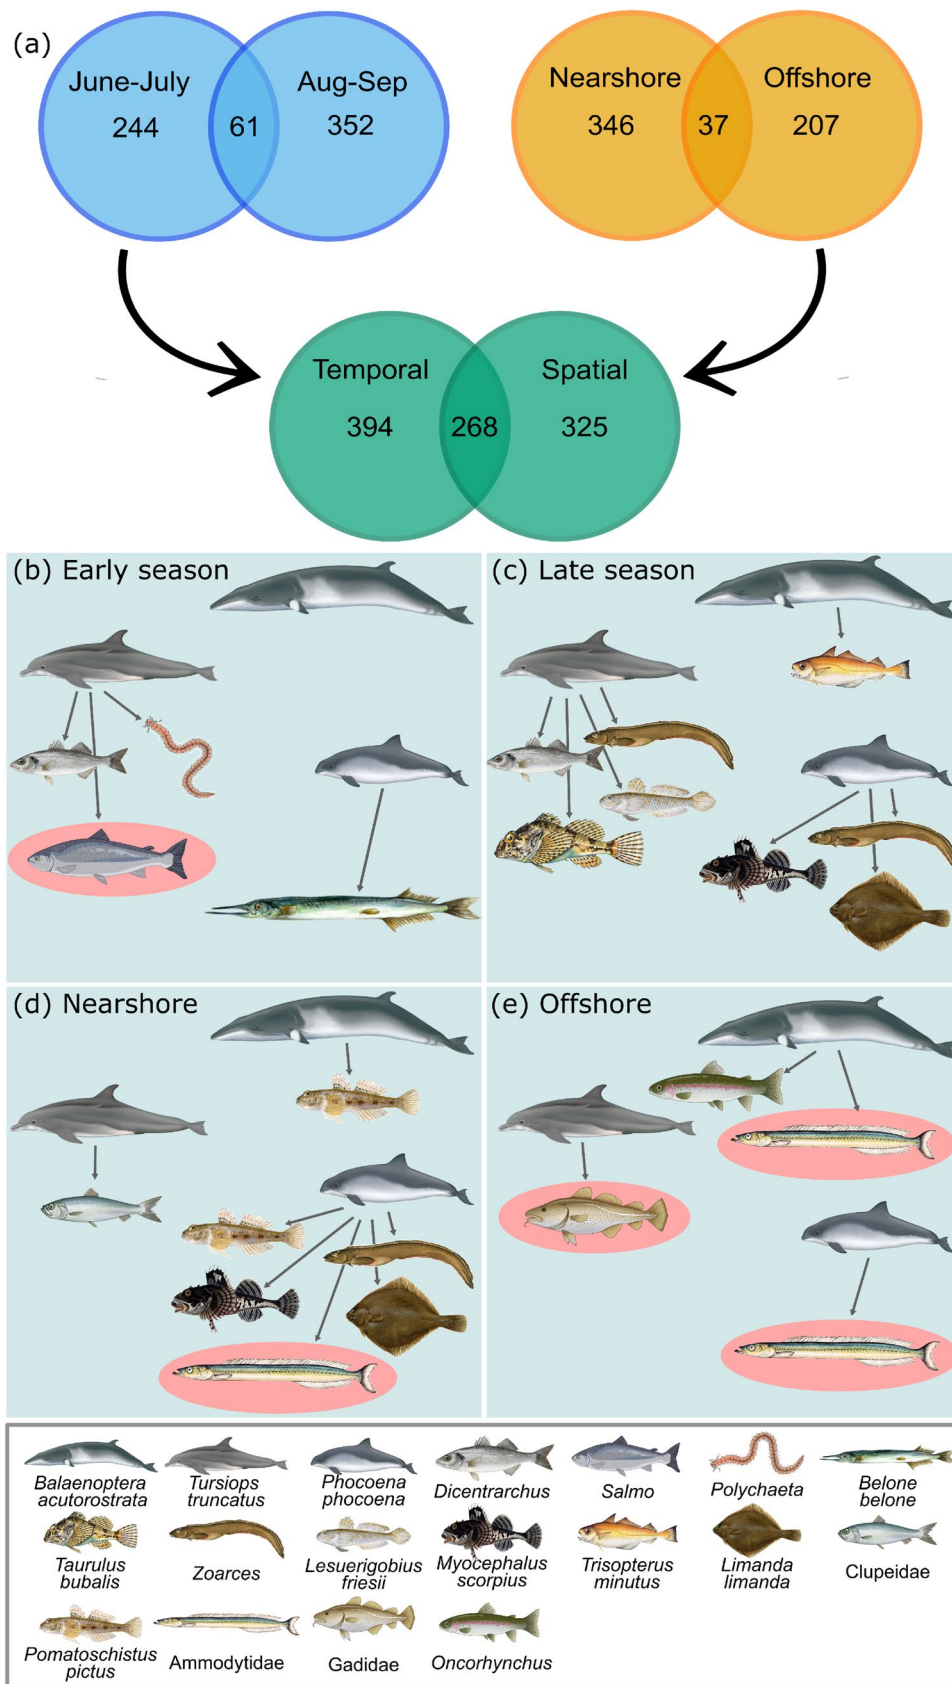 (a)
June-July Aug-Sep
244 61 352
Nearshore Offshore
346 37 207
Temporal Spatial
394 268 325
(b) Early season
(c) Late season
(d) Nearshore
(e) Offshore
Balaenoptera
acutorostrata
Tursiops
truncatus
Phocoena
phocoena
Dicentrarchus
Salmo
Polychaeta
Belone
belone
Taurulus
bubalis
Zoarces
Lesuerigobius
friesii
Myocephalus
scorpius
Trisopterus
minutus
Limanda
limanda
Clupeidae
Pomatoschistus
pictus
Ammodytidae
Gadidae
Oncorhynchus